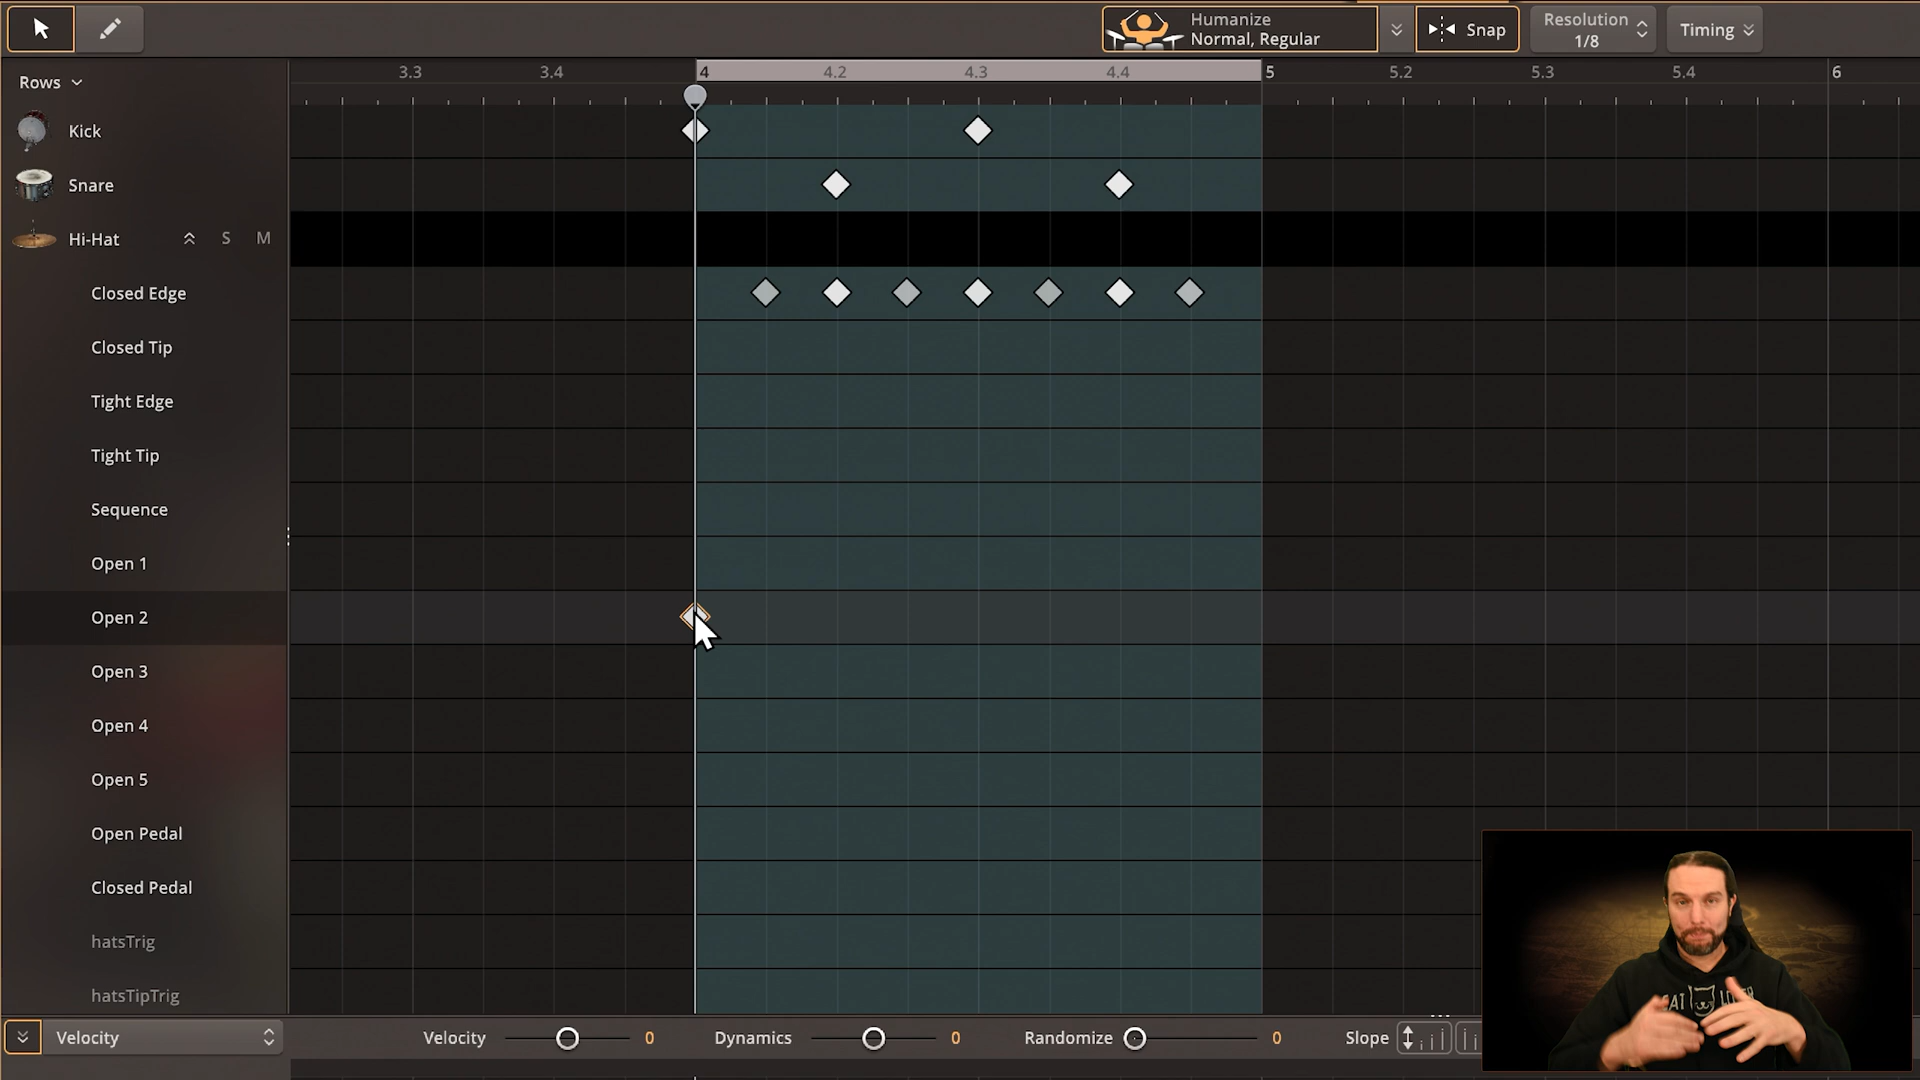 Humanize
Normal, Regular
Snap
Resolution
1/8
Timing
Rows
3.3 3.4 4 4.2 4.3 4.4 5 5.2 5.3 5.4 6
Kick
Snare
Hi-Hat S M
Closed Edge
Closed Tip
Tight Edge
Tight Tip
Sequence
Open 1
Open 2
Open 3
Open 4
Open 5
Open Pedal
Closed Pedal
hatsTrig
hatsTipTrig
Velocity Velocity 0 Dynamics 0 Randomize 0 Slope